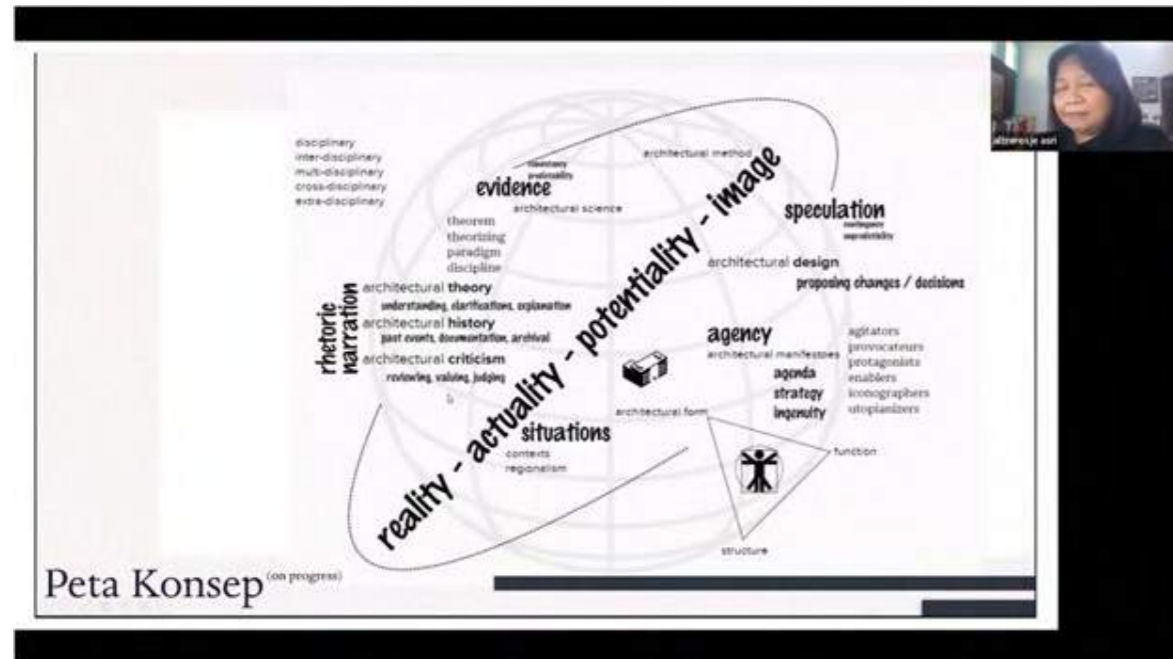 disciplinary
inter-disciplinary
multi-disciplinary
cross-disciplinary
extra-disciplinary
consistency
predictability
evidence
architectural science
theorem
theorizing
paradigm
discipline
rhetoric
narration
architectural theory
understanding, clarifications, explanation
architectural history
past events, documentation, archival
architectural criticism
reviewing, valuing, judging
reality - actuality - potentiality - image
situations
contexts
regionalism
architectural method
speculation
architectural design
proposing changes / decisions
agency
architectural manifestoes
agenda
strategy
ingenuity
agitators
provocateurs
protagonists
enablers
iconographers
utopianizers
architectural form
function
structure
Peta Konsep (on progress)
asri